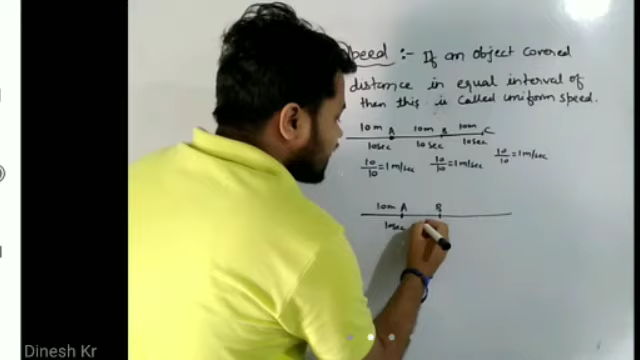 peed :- If an object covered
distance in equal interval of
then this is called uniform speed.
10m A 10m B 10m C
10sec 10 sec 10sec
10/10 = 1 m/sec 10/10 = 1 m/sec 10/10 = 1 m/sec
10m A B
10sec
Dinesh Kr